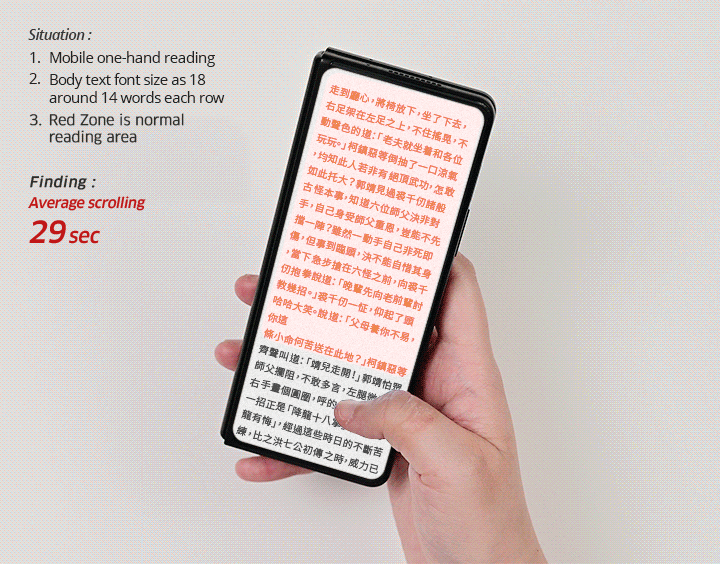 Situation :
1. Mobile one-hand reading
2. Body text font size as 18
around 14 words each row
3. Red Zone is normal
reading area
Finding :
Average scrolling
29 sec
走到廳心，將椅放下，坐了下去，
右足架在左足之上，不住搖晃，不
動聲色的道：「老夫就坐着和各位
玩玩。」柯鎮惡等倒抽了一口涼氣
，均知此人若非有絕頂武功，怎敢
如此托大？郭靖見過裘千仞諸般
古怪本事，知道六位師父決非對
手，自己身受師父重恩，豈能不先
擋一陣？雖然一動手自己非死即
傷，但事到臨頭，決不能自惜其身
，當下急步搶在六怪之前，向裘千
仞抱拳說道：「晚輩先向老前輩討
教幾招。」裘千仞一怔，仰起了頭
哈哈大笑。說道：「父母養你不易，
你這
條小命何苦送在此地？」柯鎮惡等
齊聲叫道：「靖兒走開！」郭靖怕眾
師父攔阻，不敢多言，左腿微
右手畫個圓圈，呼的
一招正是「降龍十八掌
龍有悔」，經過這些時日的不斷苦
練，比之洪七公初傳之時，威力已